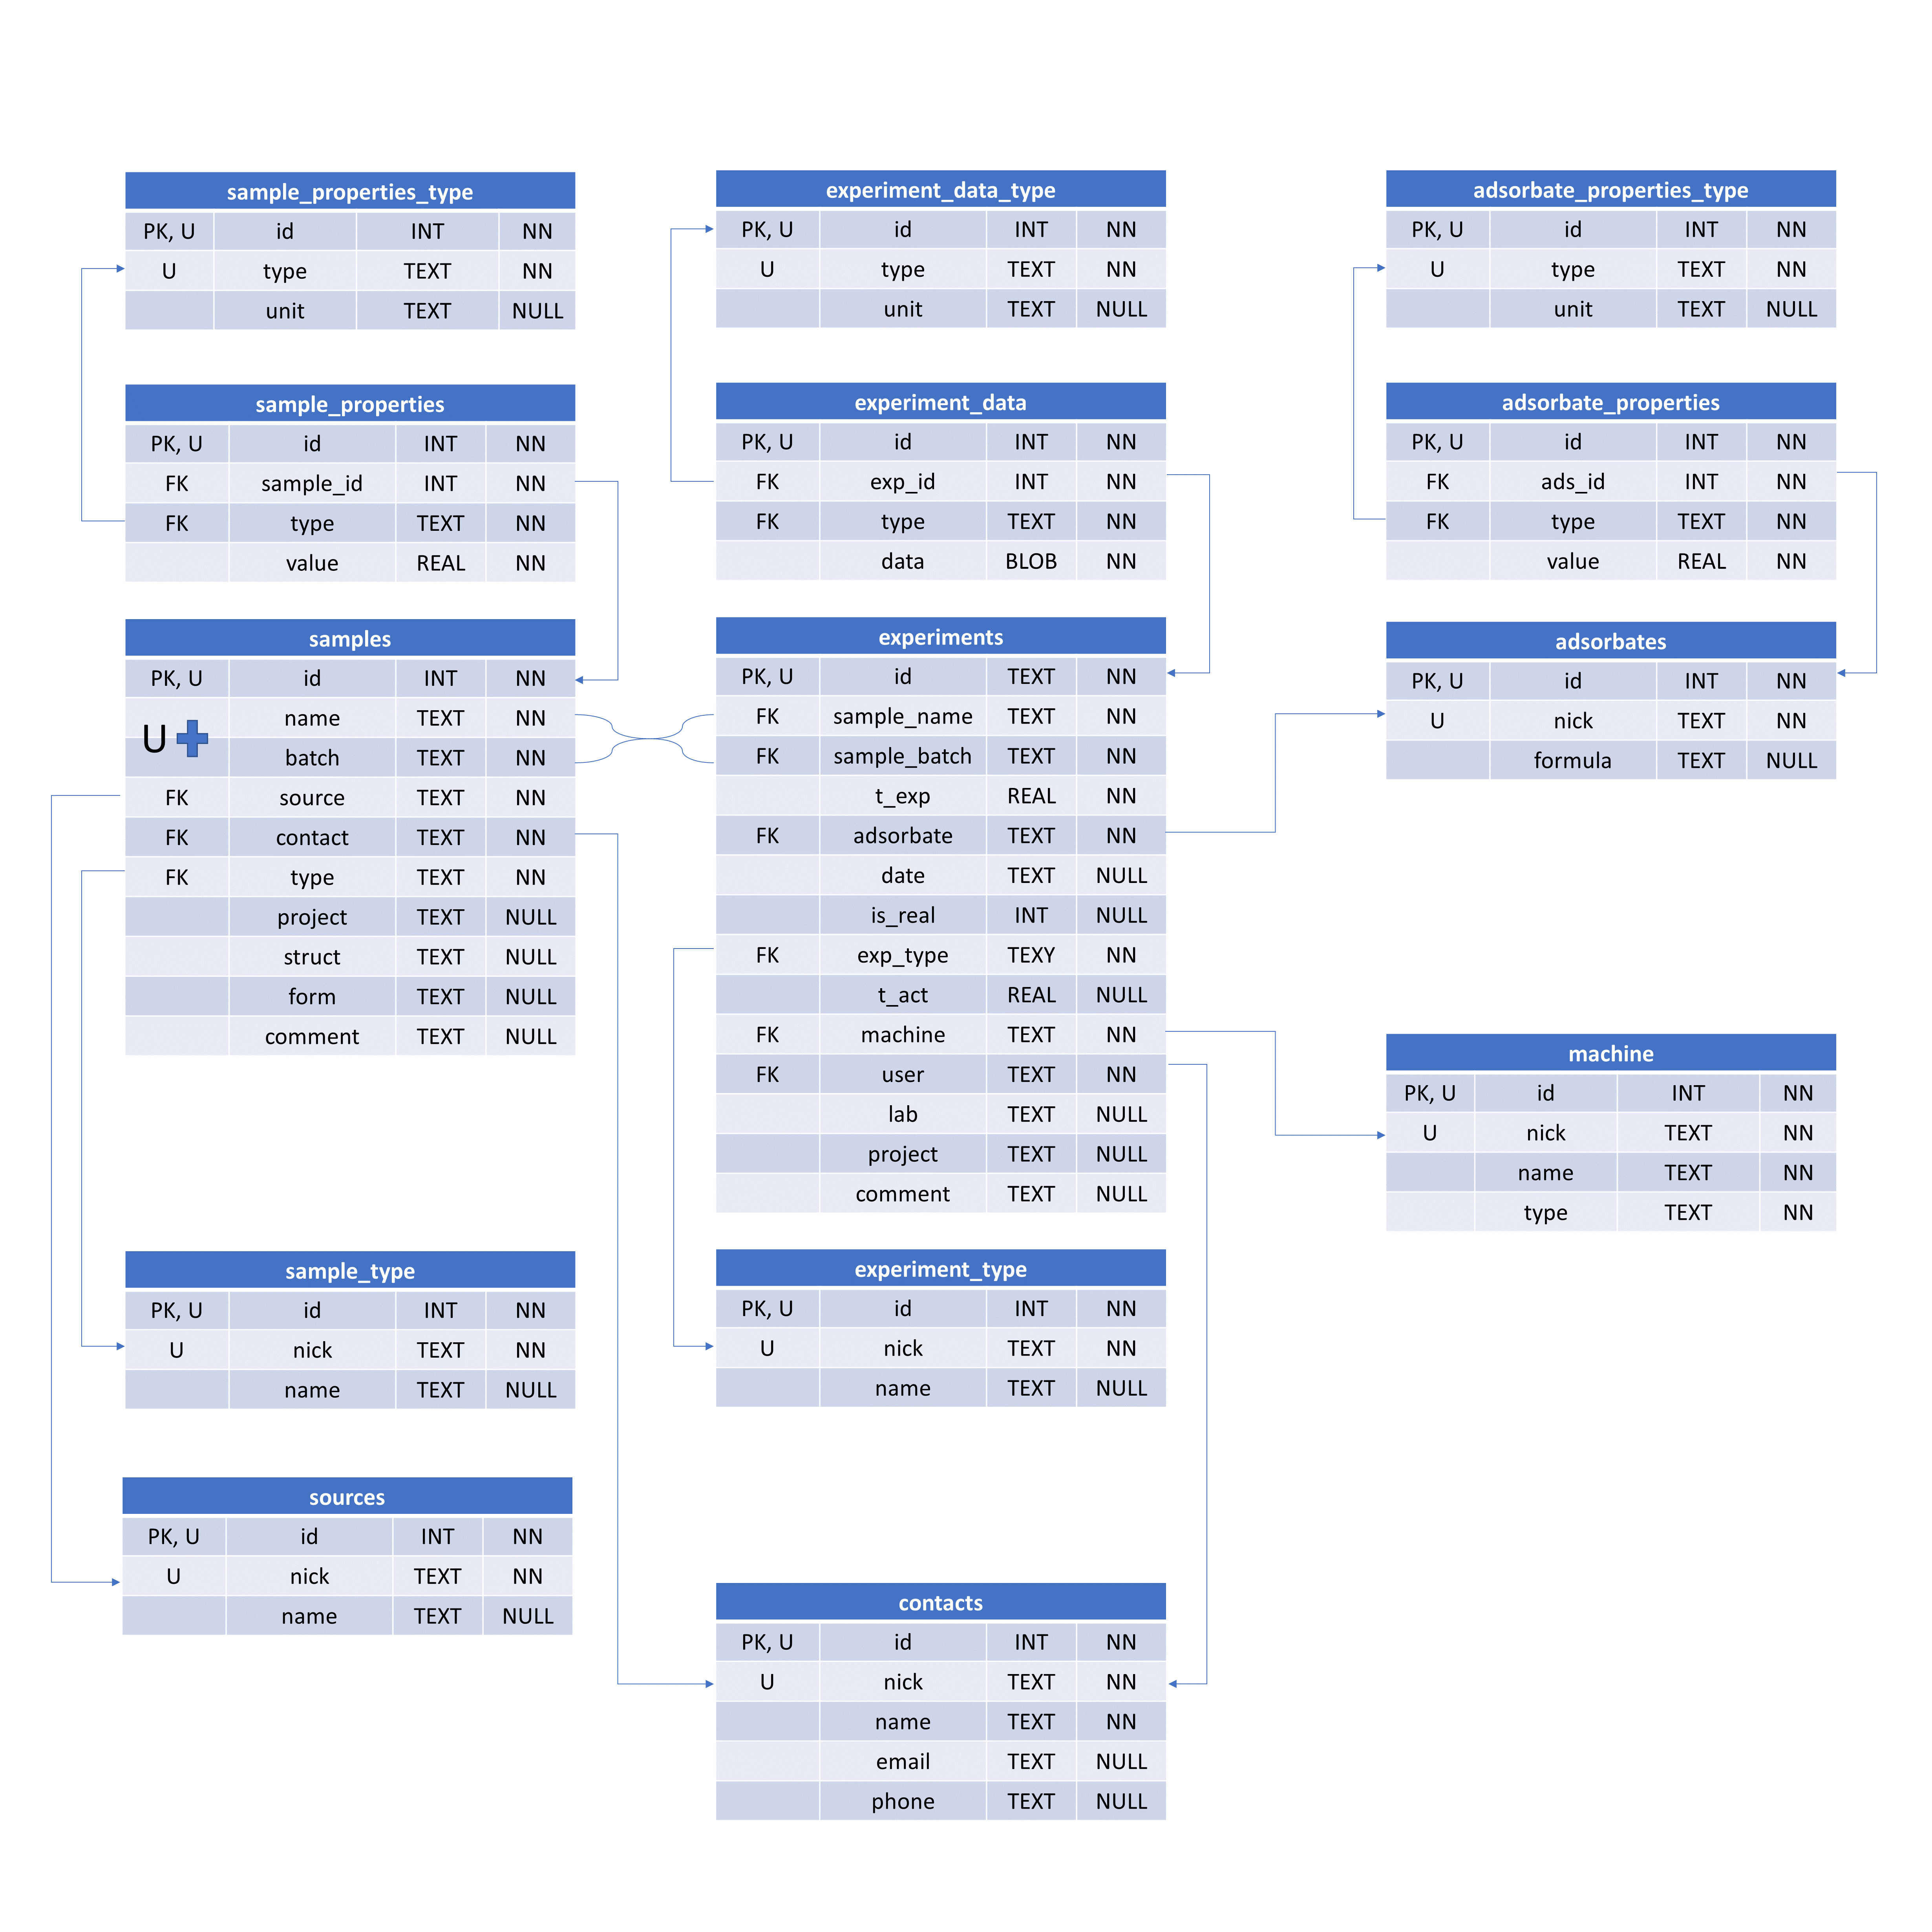 sample_properties_type
PK, U id INT NN
U type TEXT NN
unit TEXT NULL
sample_properties
PK, U id INT NN
FK sample_id INT NN
FK type TEXT NN
value REAL NN
samples
PK, U id INT NN
name TEXT NN
U
batch TEXT NN
FK source TEXT NN
FK contact TEXT NN
FK type TEXT NN
project TEXT NULL
struct TEXT NULL
form TEXT NULL
comment TEXT NULL
sample_type
PK, U id INT NN
U nick TEXT NN
name TEXT NULL
sources
PK, U id INT NN
U nick TEXT NN
name TEXT NULL
experiment_data_type
PK, U id INT NN
U type TEXT NN
unit TEXT NULL
experiment_data
PK, U id INT NN
FK exp_id INT NN
FK type TEXT NN
data BLOB NN
experiments
PK, U id TEXT NN
FK sample_name TEXT NN
FK sample_batch TEXT NN
t_exp REAL NN
FK adsorbate TEXT NN
date TEXT NULL
is_real INT NULL
FK exp_type TEXY NN
t_act REAL NULL
FK machine TEXT NN
FK user TEXT NN
lab TEXT NULL
project TEXT NULL
comment TEXT NULL
experiment_type
PK, U id INT NN
U nick TEXT NN
name TEXT NULL
contacts
PK, U id INT NN
U nick TEXT NN
name TEXT NN
email TEXT NULL
phone TEXT NULL
adsorbate_properties_type
PK, U id INT NN
U type TEXT NN
unit TEXT NULL
adsorbate_properties
PK, U id INT NN
FK ads_id INT NN
FK type TEXT NN
value REAL NN
adsorbates
PK, U id INT NN
U nick TEXT NN
formula TEXT NULL
machine
PK, U id INT NN
U nick TEXT NN
name TEXT NN
type TEXT NN